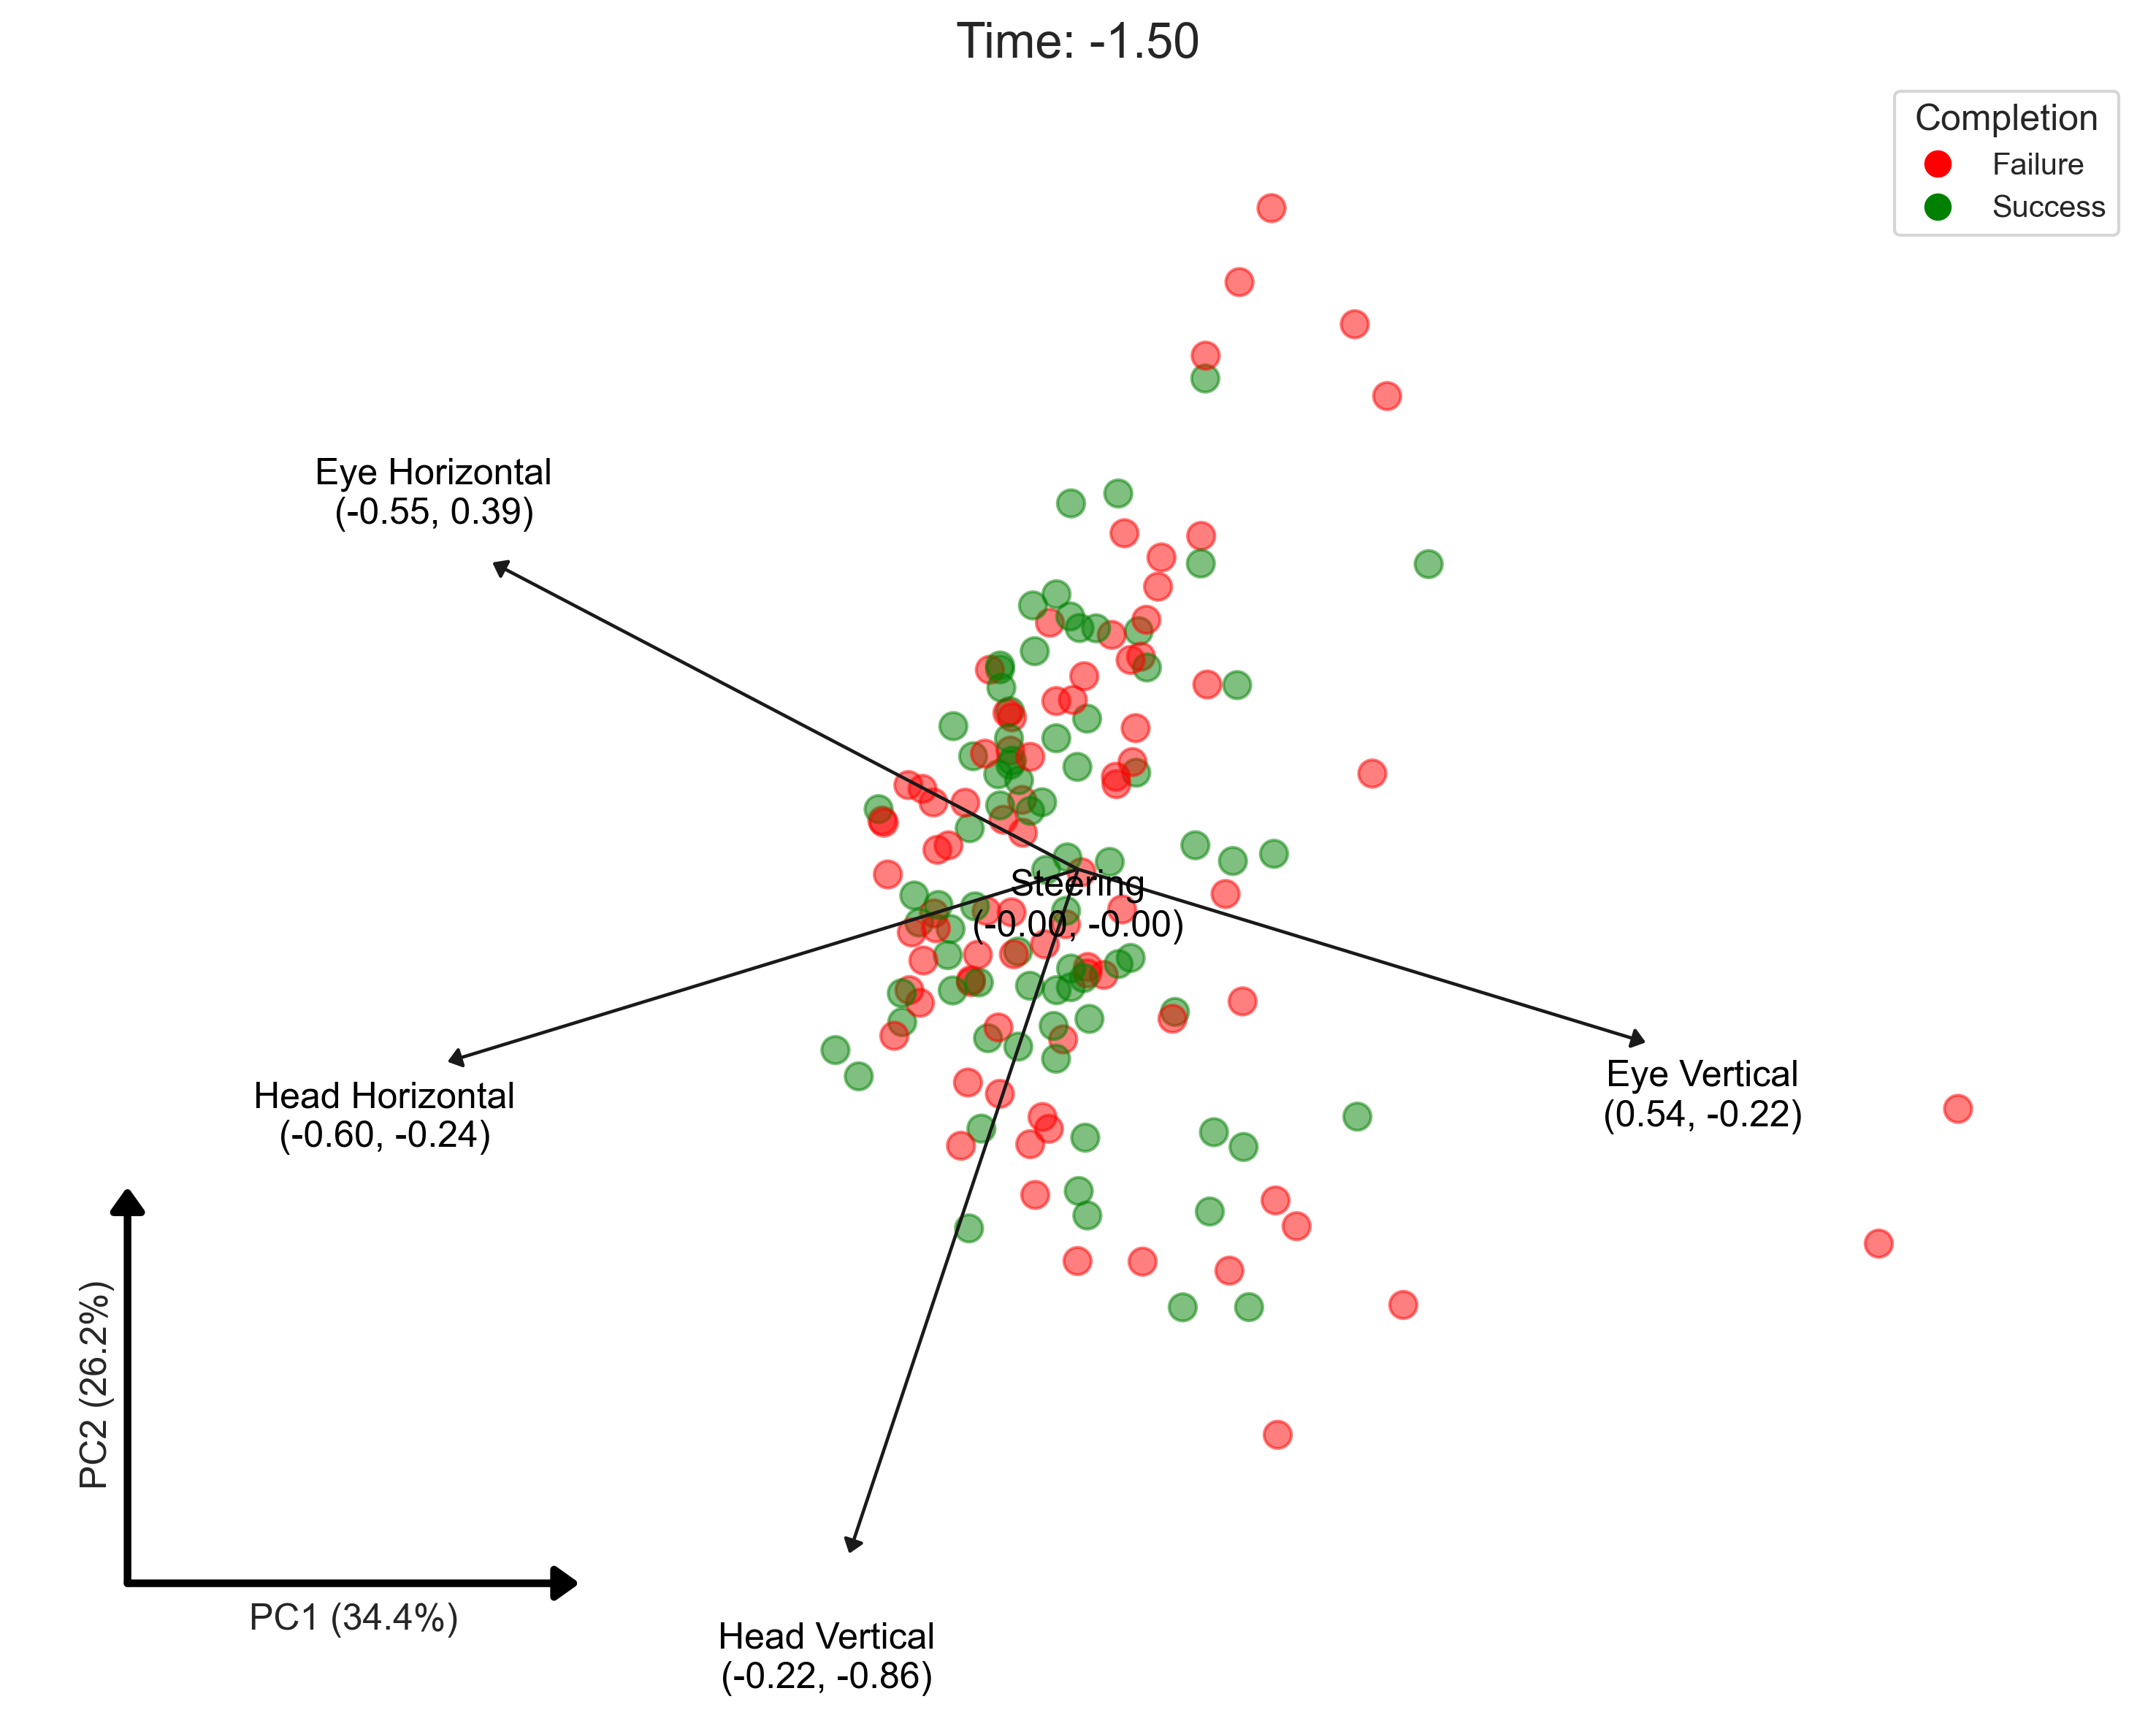 Time: -1.50
Completion
Failure
Success
Eye Horizontal
(-0.55, 0.39)
Steering
(-0.00, -0.00)
Eye Vertical
(0.54, -0.22)
Head Horizontal
(-0.60, -0.24)
PC2 (26.2%)
PC1 (34.4%)
Head Vertical
(-0.22, -0.86)